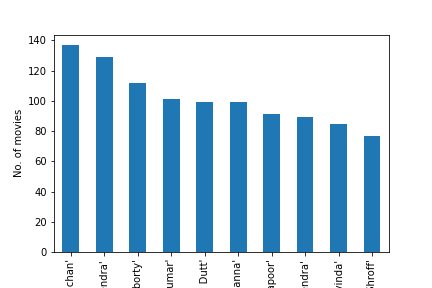 140
120
100
80
60
40
20
0
No. of movies
chan'
ndra'
borty'
umar'
Dutt'
anna'
apoor'
ndra'
vinda'
hroff'